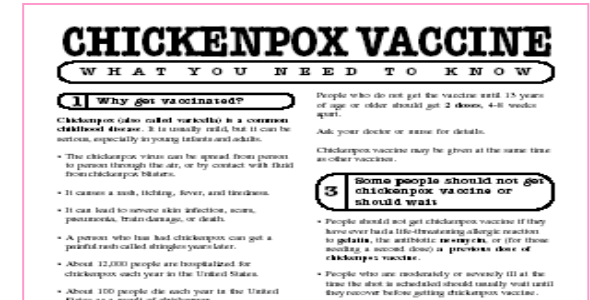 CHICKENPOX VACCINE
WHAT YOU NEED TO KNOW
1 Why get vaccinated?
Chickenpox (also called varicella) is a common
childhood disease. It is usually mild, but it can be
serious, especially in young infants and adults.
• The chickenpox virus can be spread from person
to person through the air, or by contact with fluid
from chickenpox blisters.
• It causes a rash, itching, fever, and tiredness.
• It can lead to severe skin infection, scars,
pneumonia, brain damage, or death.
• A person who has had chickenpox can get a
painful rash called shingles years later.
• About 12,000 people are hospitalized for
chickenpox each year in the United States.
• About 100 people die each year in the United
States as a result of chickenpox.
People who do not get the vaccine until 13 years
of age or older should get 2 doses, 4-8 weeks
apart.
Ask your doctor or nurse for details.
Chickenpox vaccine may be given at the same time
as other vaccines.
3 Some people should not get
chickenpox vaccine or
should wait
• People should not get chickenpox vaccine if they
have ever had a life-threatening allergic reaction
to gelatin, the antibiotic neomycin, or (for those
needing a second dose) a previous dose of
chickenpox vaccine.
• People who are moderately or severely ill at the
time the shot is scheduled should usually wait until
they recover before getting chickenpox vaccine.